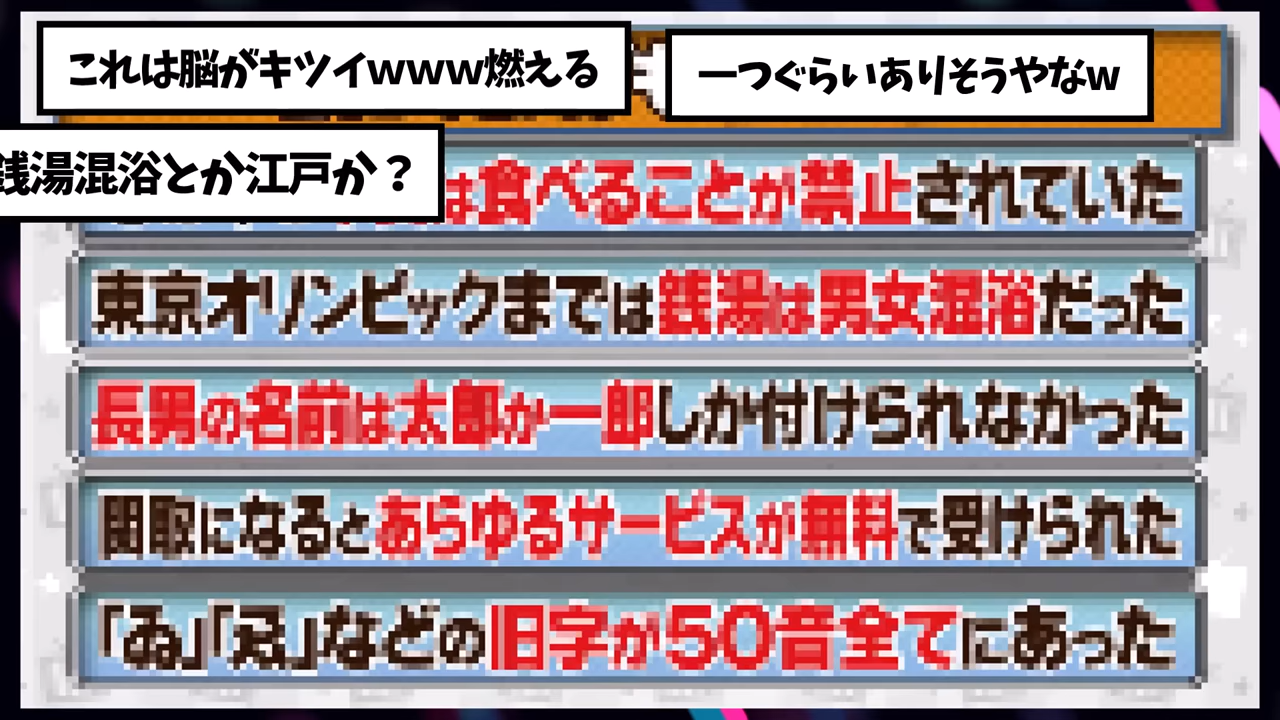 これは脳がキツイwww燃える
一つぐらいありそうやなw
銭湯混浴とか江戸か？
は食べることが禁止されていた
東京オリンピックまでは銭湯は男女混浴だった
長男の名前は太郎か一郎しか付けられなかった
関取になるとあらゆるサービスが無料で受けられた
「ゐ」「ゑ」などの旧字が50音全てにあった